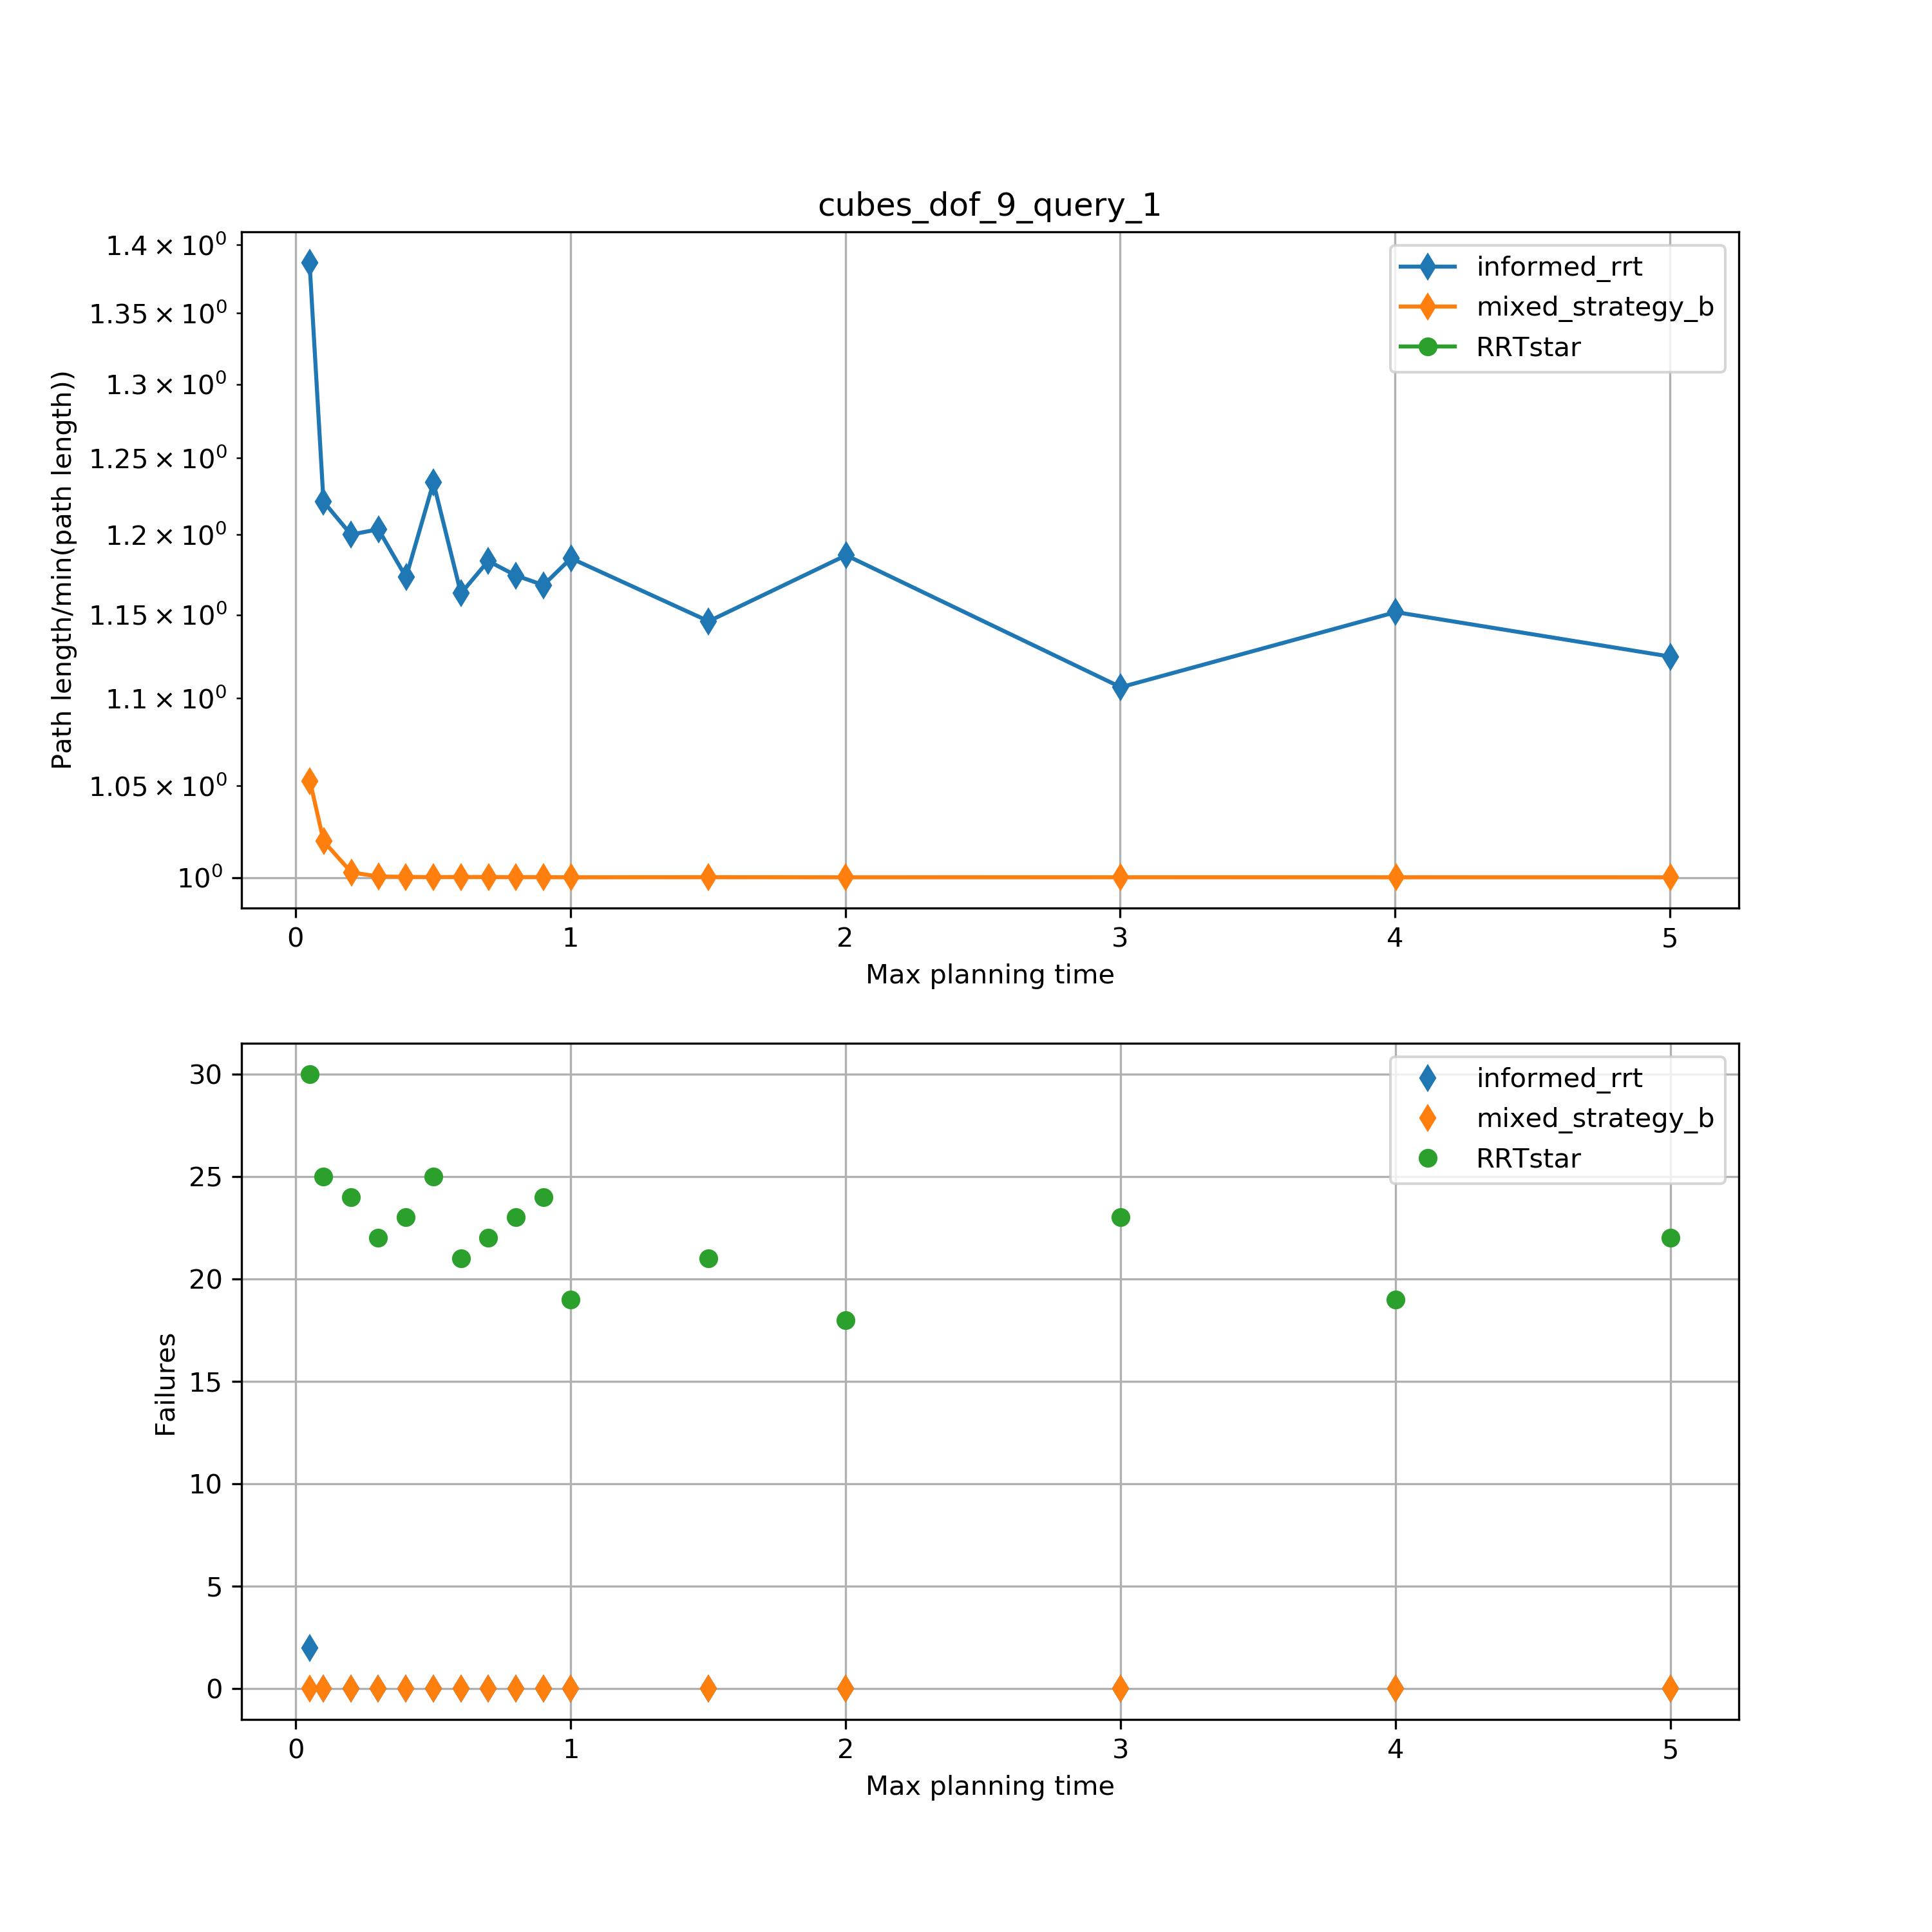 cubes_dof_9_query_1
Path length/min(path length))
1.4 × 10⁰
1.35 × 10⁰
1.3 × 10⁰
1.25 × 10⁰
1.2 × 10⁰
1.15 × 10⁰
1.1 × 10⁰
1.05 × 10⁰
10⁰
informed_rrt
mixed_strategy_b
RRTstar
0 1 2 3 4 5
Max planning time
Failures
30
25
20
15
10
5
0
informed_rrt
mixed_strategy_b
RRTstar
0 1 2 3 4 5
Max planning time